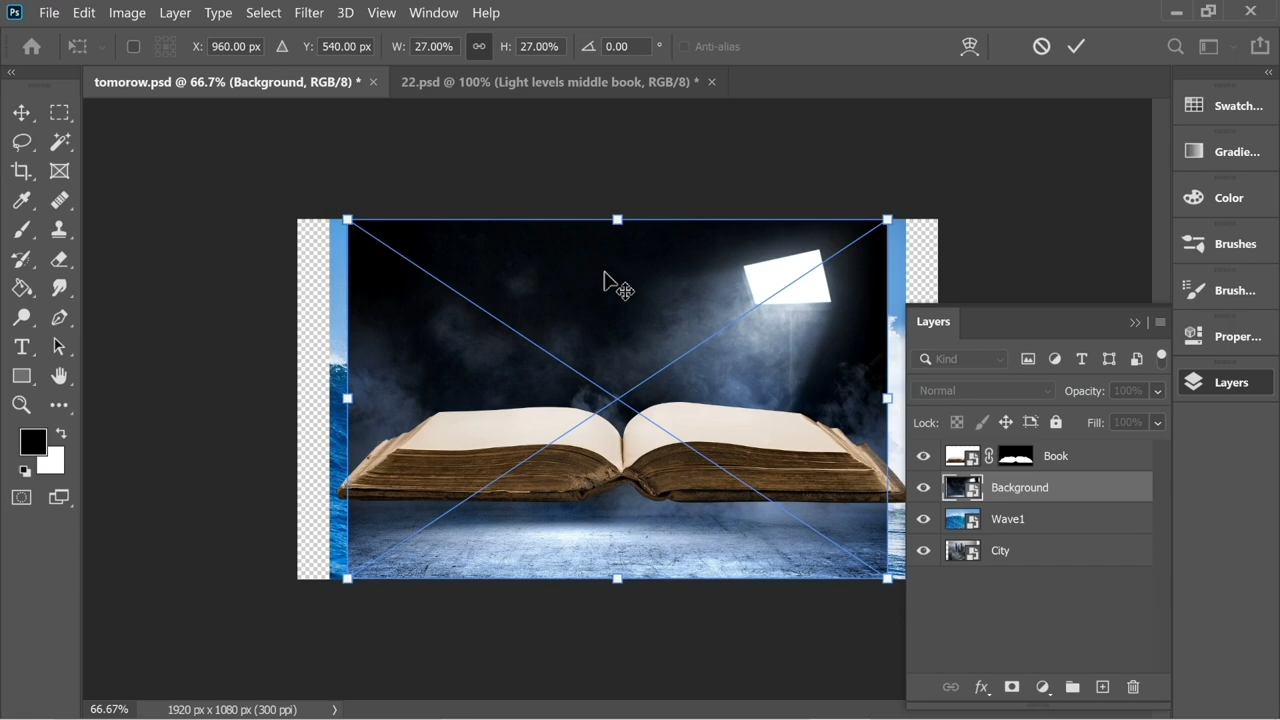 Ps File Edit Image Layer Type Select Filter 3D View Window Help
X: 960.00 px Y: 540.00 px W: 27.00% H: 27.00% 0.00 ° Anti-alias
tomorow.psd @ 66.7% (Background, RGB/8) * × 22.psd @ 100% (Light levels middle book, RGB/8) * ×
Swatch...
Gradie...
Color
Brushes
Brush...
Proper...
Layers
Layers
Kind
Normal Opacity: 100%
Lock: Fill: 100%
Book
Background
Wave1
City
fx
66.67% 1920 px x 1080 px (300 ppi)